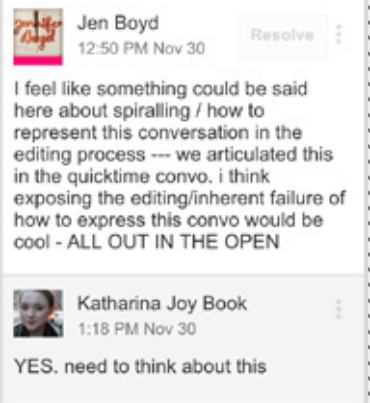 Jennifer
Boyd
Jen Boyd
12:50 PM Nov 30
Resolve
I feel like something could be said
here about spiralling / how to
represent this conversation in the
editing process --- we articulated this
in the quicktime convo. i think
exposing the editing/inherent failure of
how to express this convo would be
cool - ALL OUT IN THE OPEN
Katharina Joy Book
1:18 PM Nov 30
YES. need to think about this